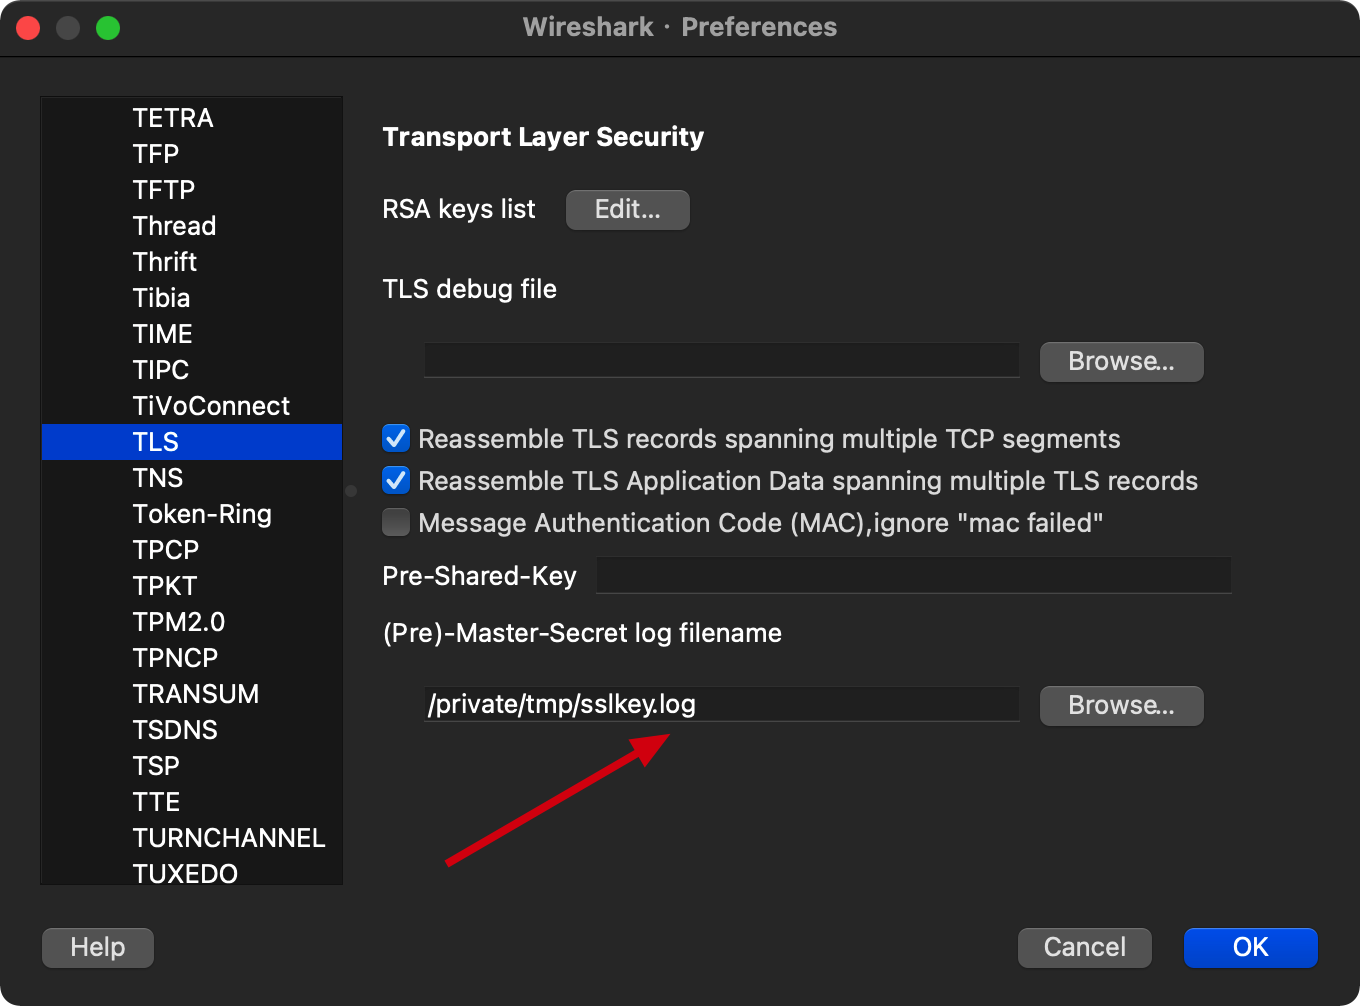 Wireshark · Preferences
TETRA
TFP
TFTP
Thread
Thrift
Tibia
TIME
TIPC
TiVoConnect
TLS
TNS
Token-Ring
TPCP
TPKT
TPM2.0
TPNCP
TRANSUM
TSDNS
TSP
TTE
TURNCHANNEL
TUXEDO
Transport Layer Security
RSA keys list Edit...
TLS debug file
Browse...
Reassemble TLS records spanning multiple TCP segments
Reassemble TLS Application Data spanning multiple TLS records
Message Authentication Code (MAC),ignore "mac failed"
Pre-Shared-Key
(Pre)-Master-Secret log filename
/private/tmp/sslkey.log Browse...
Help Cancel OK